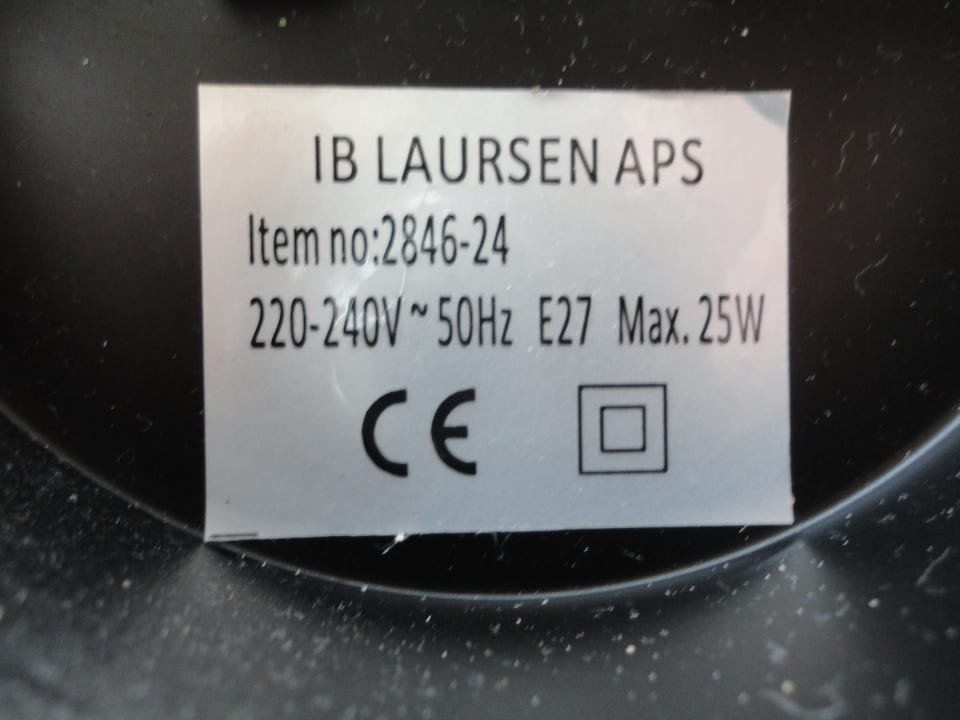 IB LAURSEN APS
Item no:2846-24
220-240V ~ 50Hz E27 Max. 25W
CE